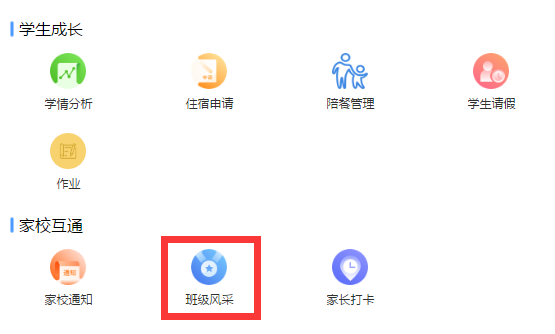 学生成长
学情分析 住宿申请 陪餐管理 学生请假
作业
家校互通
通知
家校通知 班级风采 家长打卡